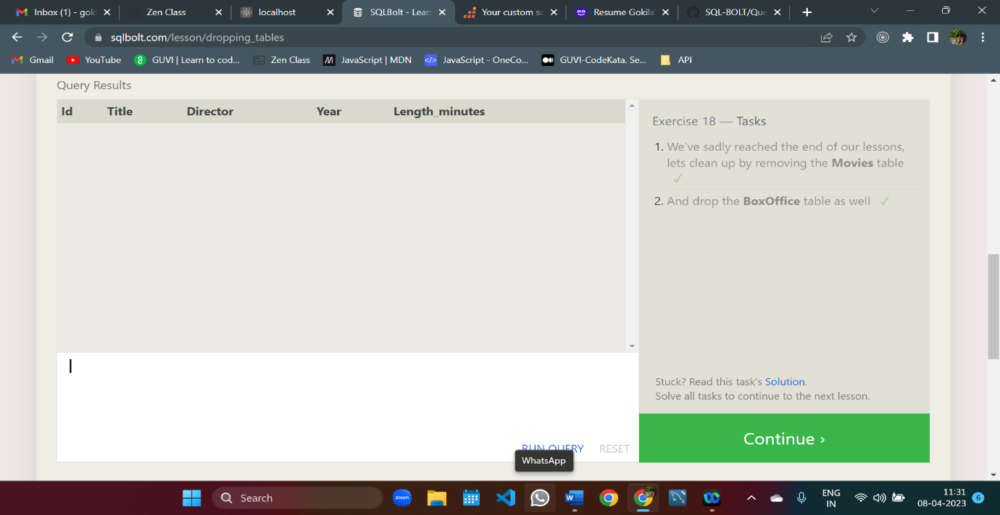 Inbox (1) - goki
Zen Class
localhost
SQLBolt - Learn
Your custom s
Resume Gokila
SQL-BOLT/Que
sqlbolt.com/lesson/dropping_tables
Gmail
YouTube
GUVI | Learn to cod...
Zen Class
JavaScript | MDN
JavaScript - OneCo...
GUVI-CodeKata. Se...
API
Query Results
Id Title Director Year Length_minutes
Exercise 18 — Tasks
1. We've sadly reached the end of our lessons,
lets clean up by removing the Movies table
✓
2. And drop the BoxOffice table as well ✓
Stuck? Read this task's Solution.
Solve all tasks to continue to the next lesson.
RUN QUERY
RESET
Continue ›
WhatsApp
Search
zoom
ENG
IN
11:31
08-04-2023
6